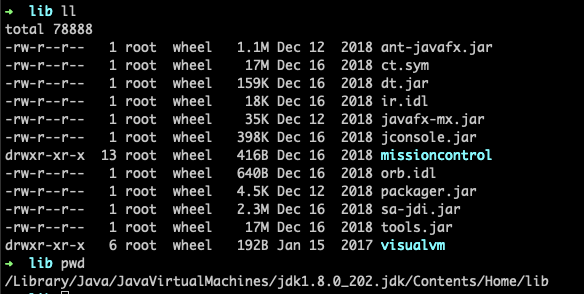 ➜ lib ll
total 78888
-rw-r--r-- 1 root wheel 1.1M Dec 12 2018 ant-javafx.jar
-rw-r--r-- 1 root wheel 17M Dec 16 2018 ct.sym
-rw-r--r-- 1 root wheel 159K Dec 16 2018 dt.jar
-rw-r--r-- 1 root wheel 18K Dec 16 2018 ir.idl
-rw-r--r-- 1 root wheel 35K Dec 12 2018 javafx-mx.jar
-rw-r--r-- 1 root wheel 398K Dec 16 2018 jconsole.jar
drwxr-xr-x 13 root wheel 416B Dec 16 2018 missioncontrol
-rw-r--r-- 1 root wheel 640B Dec 16 2018 orb.idl
-rw-r--r-- 1 root wheel 4.5K Dec 12 2018 packager.jar
-rw-r--r-- 1 root wheel 2.3M Dec 16 2018 sa-jdi.jar
-rw-r--r-- 1 root wheel 17M Dec 16 2018 tools.jar
drwxr-xr-x 6 root wheel 192B Jan 15 2017 visualvm
➜ lib pwd
/Library/Java/JavaVirtualMachines/jdk1.8.0_202.jdk/Contents/Home/lib